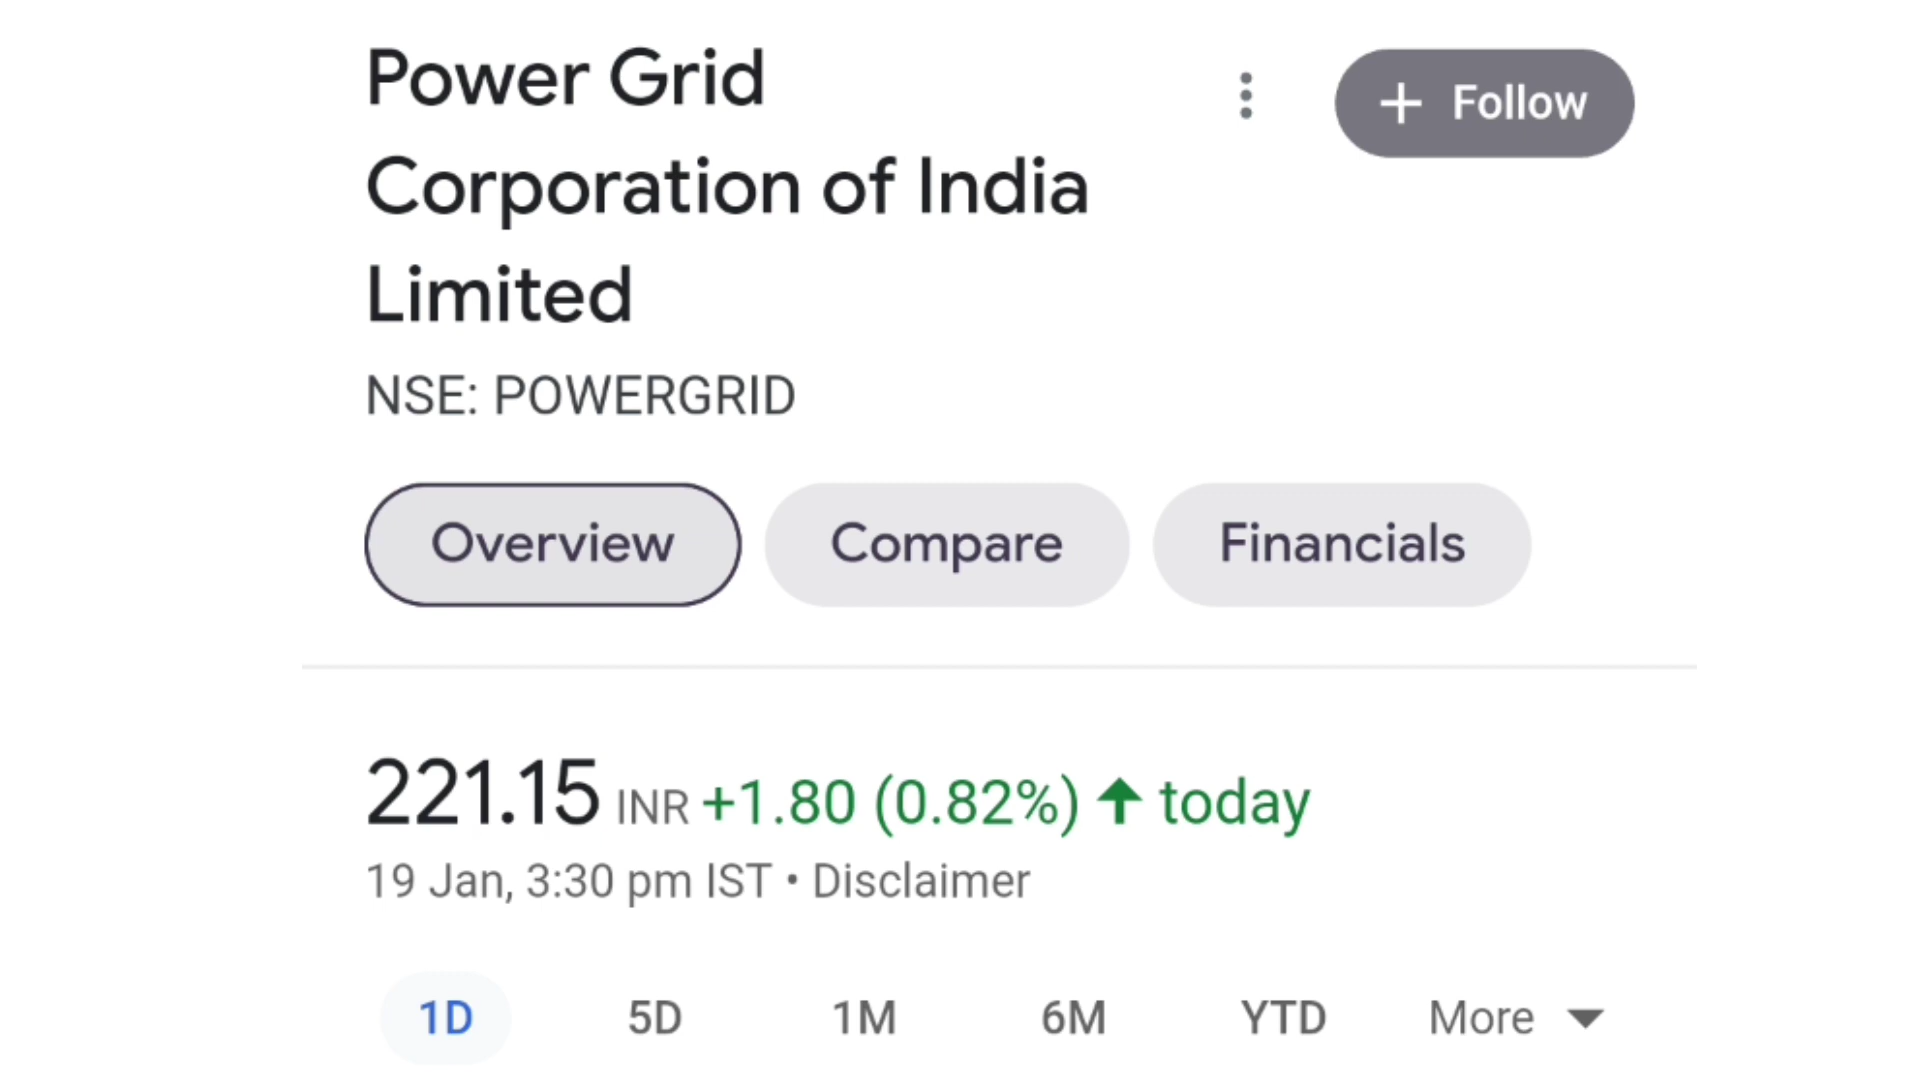 Power Grid
+ Follow
Corporation of India
Limited
NSE: POWERGRID
Overview Compare Financials
221.15 INR +1.80 (0.82%) ↑ today
19 Jan, 3:30 pm IST • Disclaimer
1D 5D 1M 6M YTD More